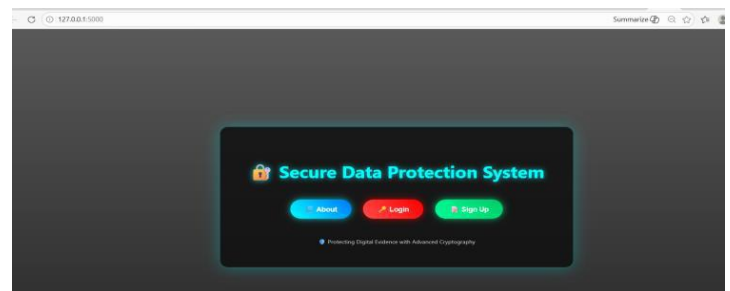 127.0.0.1:5000 Summarize
Secure Data Protection System
About Login Sign Up
Protecting Digital Evidence with Advanced Cryptography